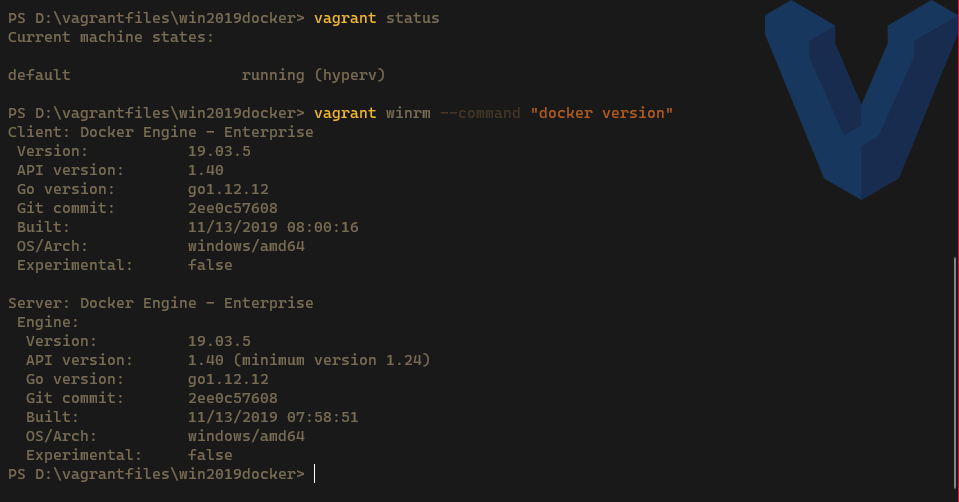 PS D:\vagrantfiles\win2019docker> vagrant status
Current machine states:
default                   running (hyperv)
PS D:\vagrantfiles\win2019docker> vagrant winrm --command "docker version"
Client: Docker Engine - Enterprise
 Version:           19.03.5
 API version:       1.40
 Go version:        go1.12.12
 Git commit:        2ee0c57608
 Built:             11/13/2019 08:00:16
 OS/Arch:           windows/amd64
 Experimental:      false
Server: Docker Engine - Enterprise
 Engine:
  Version:          19.03.5
  API version:      1.40 (minimum version 1.24)
  Go version:       go1.12.12
  Git commit:       2ee0c57608
  Built:            11/13/2019 07:58:51
  OS/Arch:          windows/amd64
  Experimental:     false
PS D:\vagrantfiles\win2019docker>